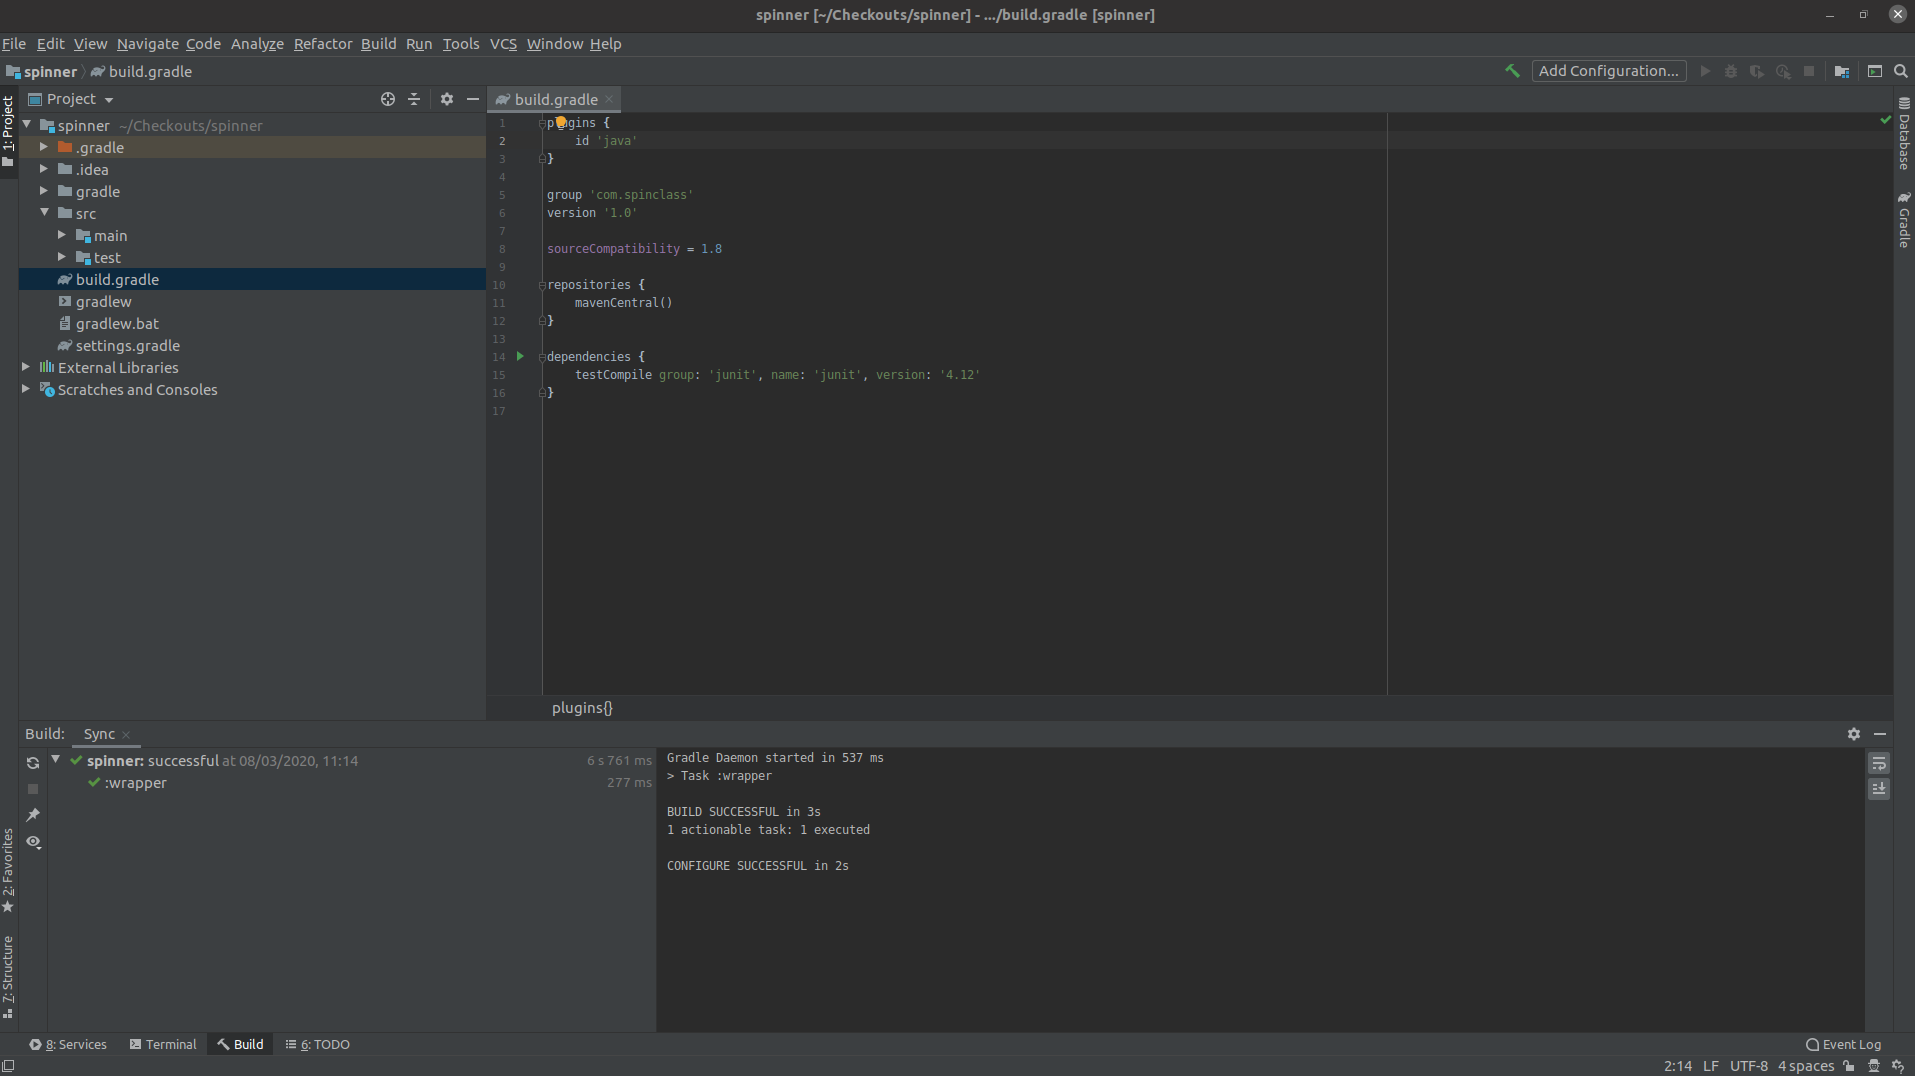 spinner [~/Checkouts/spinner] - .../build.gradle [spinner]
File Edit View Navigate Code Analyze Refactor Build Run Tools VCS Window Help
spinner build.gradle
Add Configuration...
Project
build.gradle
1: Project
spinner ~/Checkouts/spinner
.gradle
.idea
gradle
src
main
test
build.gradle
gradlew
gradlew.bat
settings.gradle
External Libraries
Scratches and Consoles
1 plugins {
2 id 'java'
3 }
4
5 group 'com.spinclass'
6 version '1.0'
7
8 sourceCompatibility = 1.8
9
10 repositories {
11 mavenCentral()
12 }
13
14 dependencies {
15 testCompile group: 'junit', name: 'junit', version: '4.12'
16 }
17
plugins{}
Database
Gradle
Build: Sync
spinner: successful at 08/03/2020, 11:14 6 s 761 ms
:wrapper 277 ms
Gradle Daemon started in 537 ms
> Task :wrapper
BUILD SUCCESSFUL in 3s
1 actionable task: 1 executed
CONFIGURE SUCCESSFUL in 2s
2: Favorites
7: Structure
8: Services Terminal Build 6: TODO Event Log
2:14 LF UTF-8 4 spaces